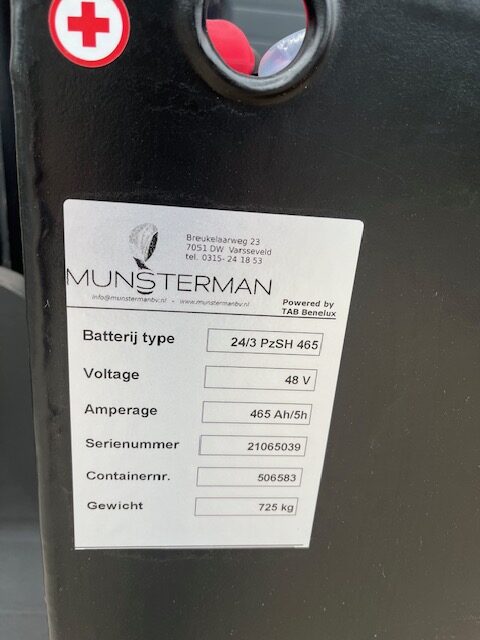 Breukelaarweg 23
7051 DW Varsseveld
tel. 0315- 24 18 53
MUNSTERMAN
info@munstermanbv.nl - www.munstermanbv.nl
Powered by
TAB Benelux
Batterij type 24/3 PzSH 465
Voltage 48 V
Amperage 465 Ah/5h
Serienummer 21065039
Containernr. 506583
Gewicht 725 kg